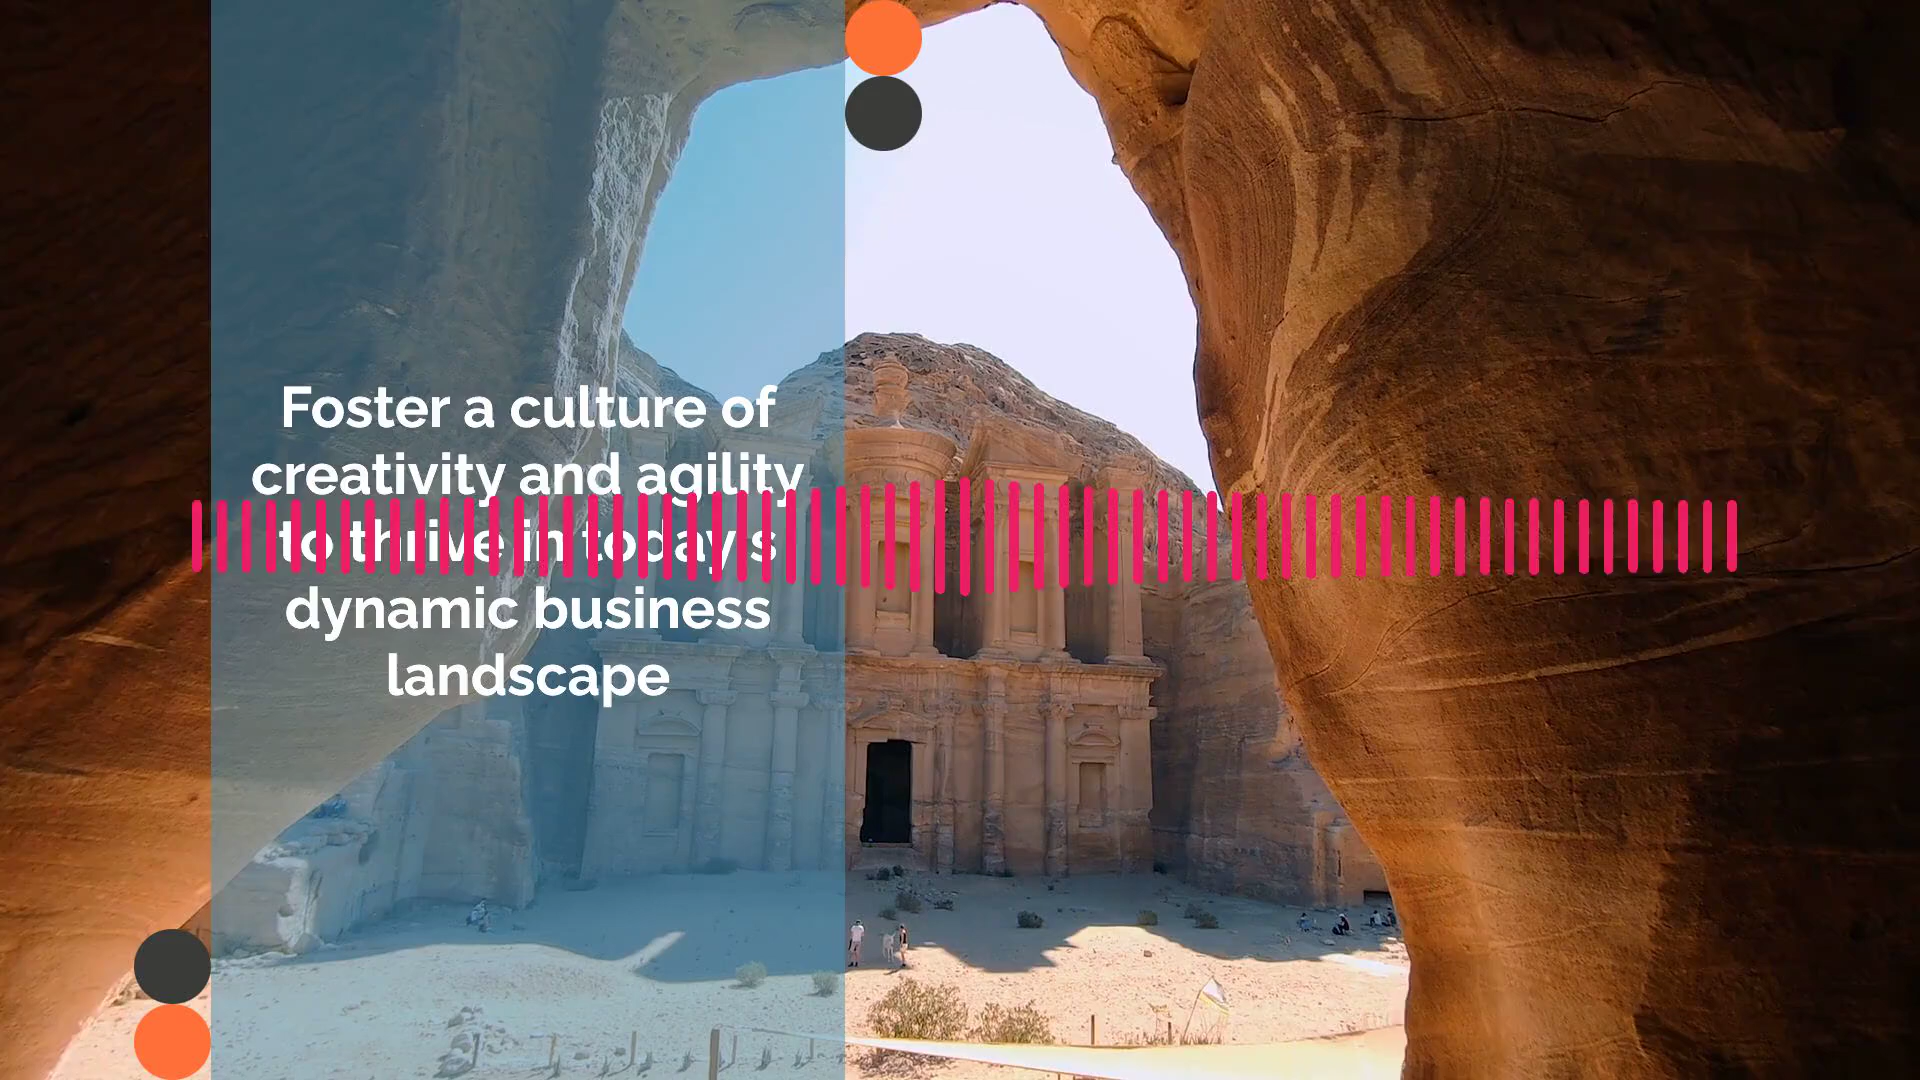 Foster a culture of
creativity and agility
to thrive in today's
dynamic business
landscape